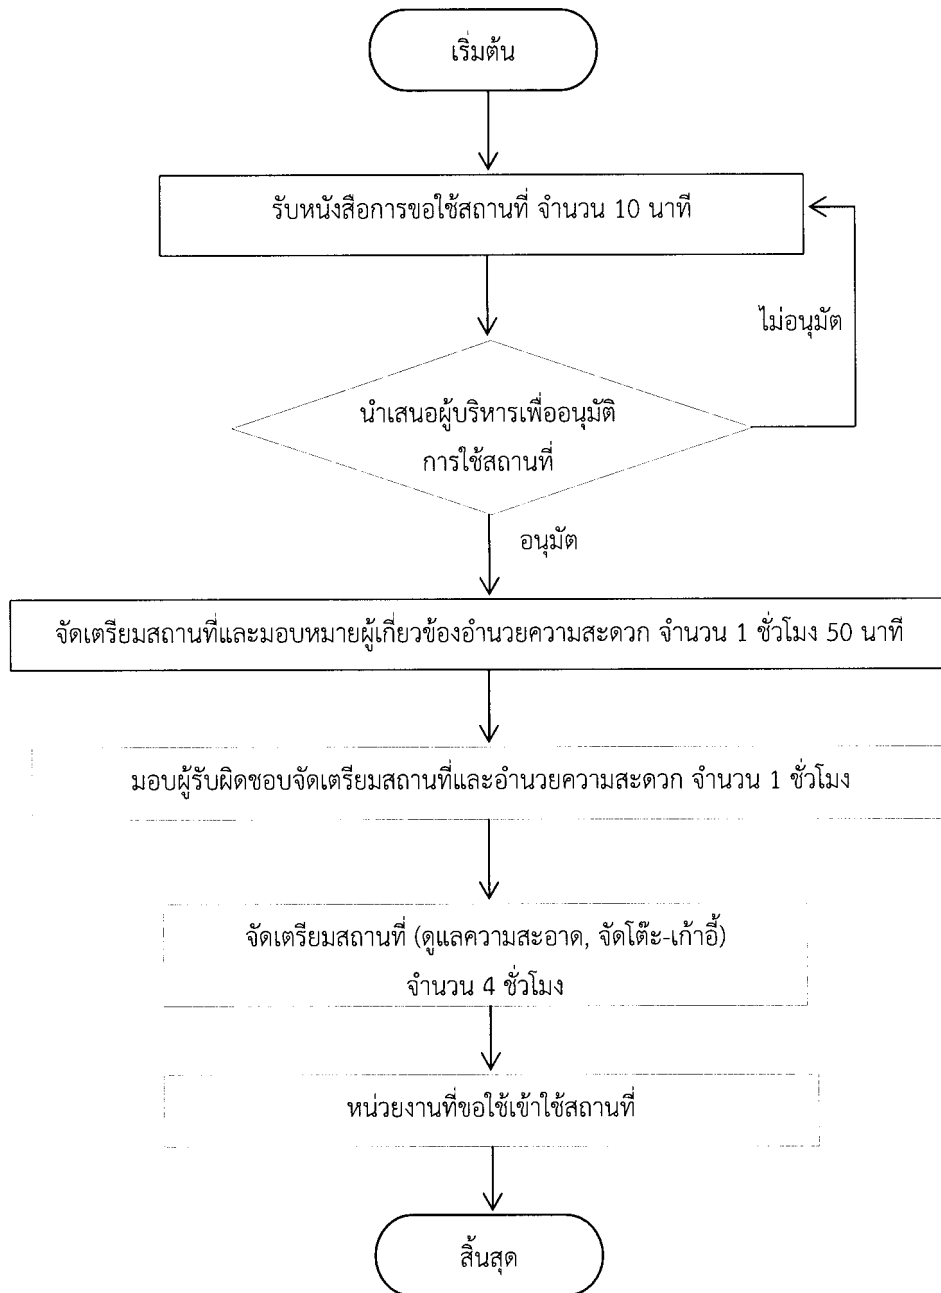 เริ่มต้น
รับหนังสือการขอใช้สถานที่ จำนวน 10 นาที
ไม่อนุมัต
นำเสนอผู้บริหารเพื่ออนุมัติ
การใช้สถานที่
อนุมัต
จัดเตรียมสถานที่และมอบหมายผู้เกี่ยวข้องอำนวยความสะดวก จำนวน 1 ชั่วโมง 50 นาที
มอบผู้รับผิดชอบจัดเตรียมสถานที่และอำนวยความสะดวก จำนวน 1 ชั่วโมง
จัดเตรียมสถานที่ (ดูแลความสะอาด, จัดโต๊ะ-เก้าอี้)
จำนวน 4 ชั่วโมง
หน่วยงานที่ขอใช้เข้าใช้สถานที่
สิ้นสุด